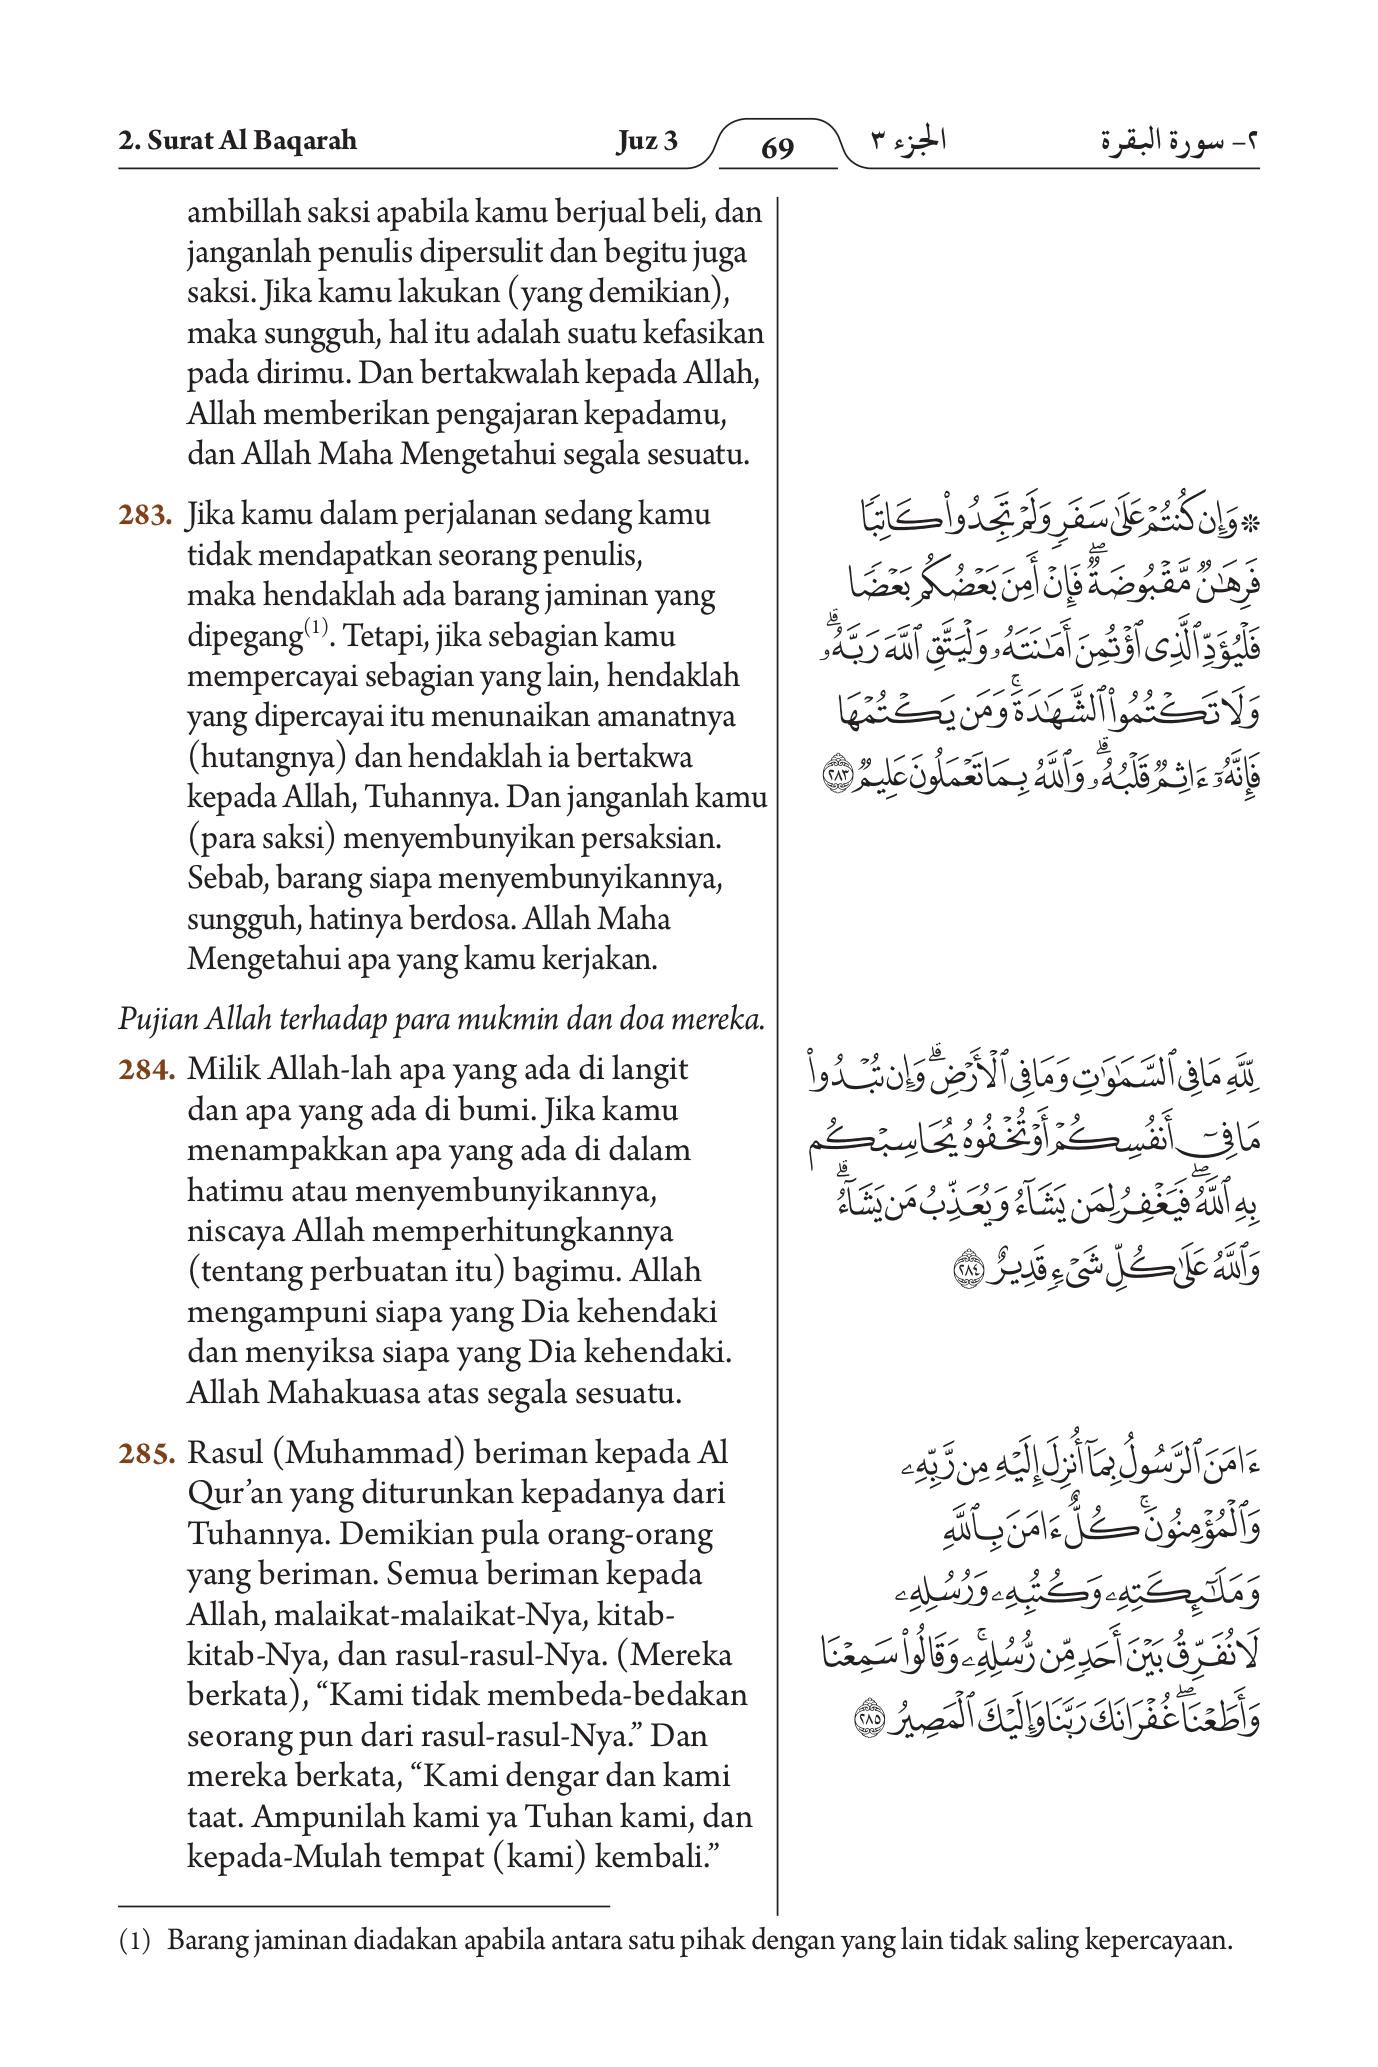 2. Surat Al Baqarah
Juz 3
69
الجزء ٣
٢- سورة البقرة
ambillah saksi apabila kamu berjual beli, dan
janganlah penulis dipersulit dan begitu juga
saksi. Jika kamu lakukan (yang demikian),
maka sungguh, hal itu adalah suatu kefasikan
pada dirimu. Dan bertakwalah kepada Allah,
Allah memberikan pengajaran kepadamu,
dan Allah Maha Mengetahui segala sesuatu.
283. Jika kamu dalam perjalanan sedang kamu
tidak mendapatkan seorang penulis,
maka hendaklah ada barang jaminan yang
dipegang(1). Tetapi, jika sebagian kamu
mempercayai sebagian yang lain, hendaklah
yang dipercayai itu menunaikan amanatnya
(hutangnya) dan hendaklah ia bertakwa
kepada Allah, Tuhannya. Dan janganlah kamu
(para saksi) menyembunyikan persaksian.
Sebab, barang siapa menyembunyikannya,
sungguh, hatinya berdosa. Allah Maha
Mengetahui apa yang kamu kerjakan.
۞ وَإِن كُنتُمْ عَلَىٰ سَفَرٍ وَلَمْ تَجِدُوا۟ كَاتِبًا
فَرِهَـٰنٌ مَّقْبُوضَةٌ ۖ فَإِنْ أَمِنَ بَعْضُكُم بَعْضًا
فَلْيُؤَدِّ ٱلَّذِى ٱؤْتُمِنَ أَمَـٰنَتَهُۥ وَلْيَتَّقِ ٱللَّهَ رَبَّهُۥ ۗ
وَلَا تَكْتُمُوا۟ ٱلشَّهَـٰدَةَ ۚ وَمَن يَكْتُمْهَا
فَإِنَّهُۥٓ ءَاثِمٌ قَلْبُهُۥ ۗ وَٱللَّهُ بِمَا تَعْمَلُونَ عَلِيمٌ ٢٨٣
Pujian Allah terhadap para mukmin dan doa mereka.
284. Milik Allah-lah apa yang ada di langit
dan apa yang ada di bumi. Jika kamu
menampakkan apa yang ada di dalam
hatimu atau menyembunyikannya,
niscaya Allah memperhitungkannya
(tentang perbuatan itu) bagimu. Allah
mengampuni siapa yang Dia kehendaki
dan menyiksa siapa yang Dia kehendaki.
Allah Mahakuasa atas segala sesuatu.
لِّلَّهِ مَا فِى ٱلسَّمَـٰوَٰتِ وَمَا فِى ٱلْأَرْضِ ۗ وَإِن تُبْدُوا۟
مَا فِىٓ أَنفُسِكُمْ أَوْ تُخْفُوهُ يُحَاسِبْكُم
بِهِ ٱللَّهُ ۖ فَيَغْفِرُ لِمَن يَشَآءُ وَيُعَذِّبُ مَن يَشَآءُ ۗ
وَٱللَّهُ عَلَىٰ كُلِّ شَىْءٍ قَدِيرٌ ٢٨٤
285. Rasul (Muhammad) beriman kepada Al
Qur’an yang diturunkan kepadanya dari
Tuhannya. Demikian pula orang-orang
yang beriman. Semua beriman kepada
Allah, malaikat-malaikat-Nya, kitab-
kitab-Nya, dan rasul-rasul-Nya. (Mereka
berkata), “Kami tidak membeda-bedakan
seorang pun dari rasul-rasul-Nya.” Dan
mereka berkata, “Kami dengar dan kami
taat. Ampunilah kami ya Tuhan kami, dan
kepada-Mulah tempat (kami) kembali.”
ءَامَنَ ٱلرَّسُولُ بِمَآ أُنزِلَ إِلَيْهِ مِن رَّبِّهِۦ
وَٱلْمُؤْمِنُونَ ۚ كُلٌّ ءَامَنَ بِٱللَّهِ
وَمَلَـٰٓئِكَتِهِۦ وَكُتُبِهِۦ وَرُسُلِهِۦ
لَا نُفَرِّقُ بَيْنَ أَحَدٍ مِّن رُّسُلِهِۦ ۚ وَقَالُوا۟ سَمِعْنَا
وَأَطَعْنَا ۖ غُفْرَانَكَ رَبَّنَا وَإِلَيْكَ ٱلْمَصِيرُ ٢٨٥
(1) Barang jaminan diadakan apabila antara satu pihak dengan yang lain tidak saling kepercayaan.